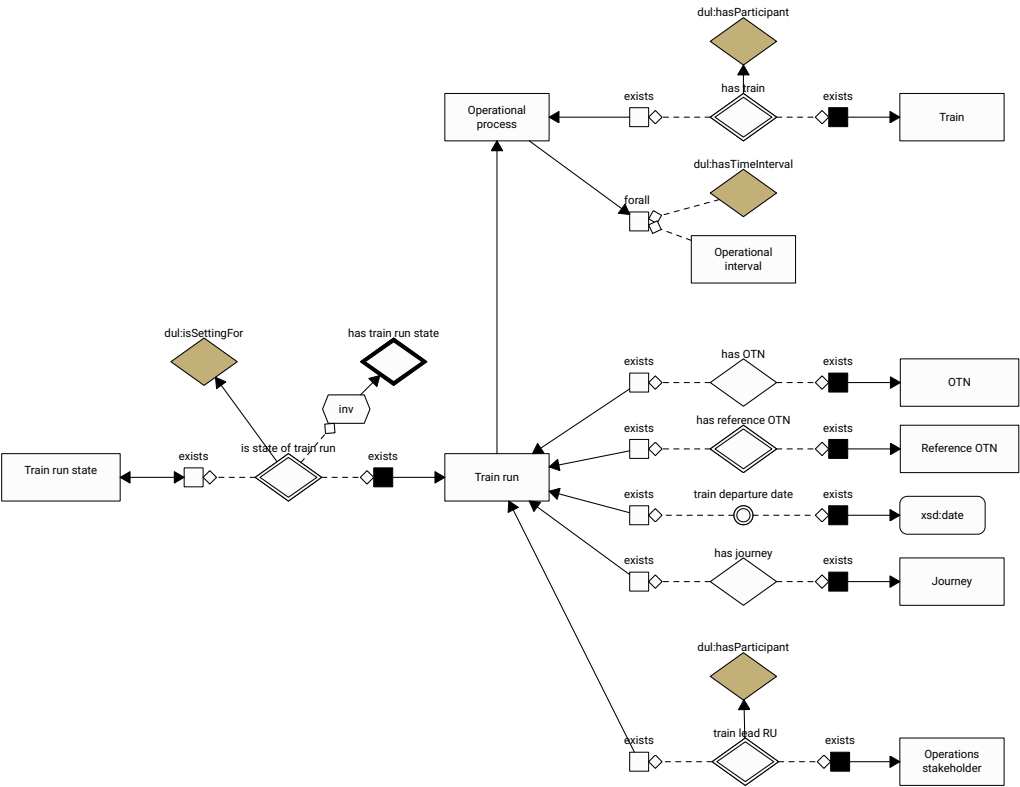 dul:hasParticipant
exists
has train
exists
Operational
process
Train
dul:hasTimeInterval
forall
Operational
interval
dul:isSettingFor
has train run state
inv
is state of train run
exists
exists
Train run state
Train run
exists
has OTN
exists
OTN
exists
has reference OTN
exists
Reference OTN
exists
train departure date
exists
xsd:date
exists
has journey
exists
Journey
dul:hasParticipant
exists
train lead RU
exists
Operations
stakeholder